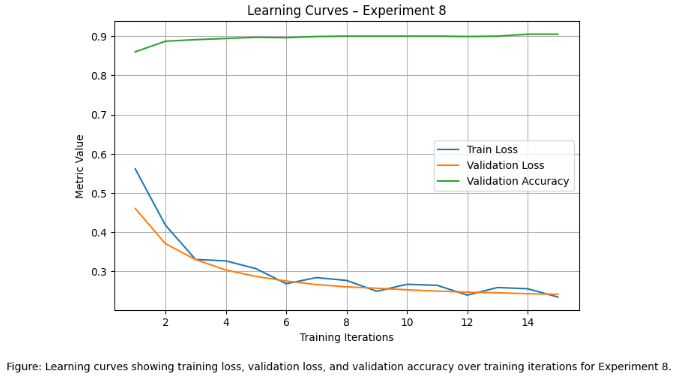 Learning Curves – Experiment 8
0.9
0.8
0.7
0.6
0.5
0.4
0.3
Metric Value
Train Loss
Validation Loss
Validation Accuracy
2 4 6 8 10 12 14
Training Iterations
Figure: Learning curves showing training loss, validation loss, and validation accuracy over training iterations for Experiment 8.